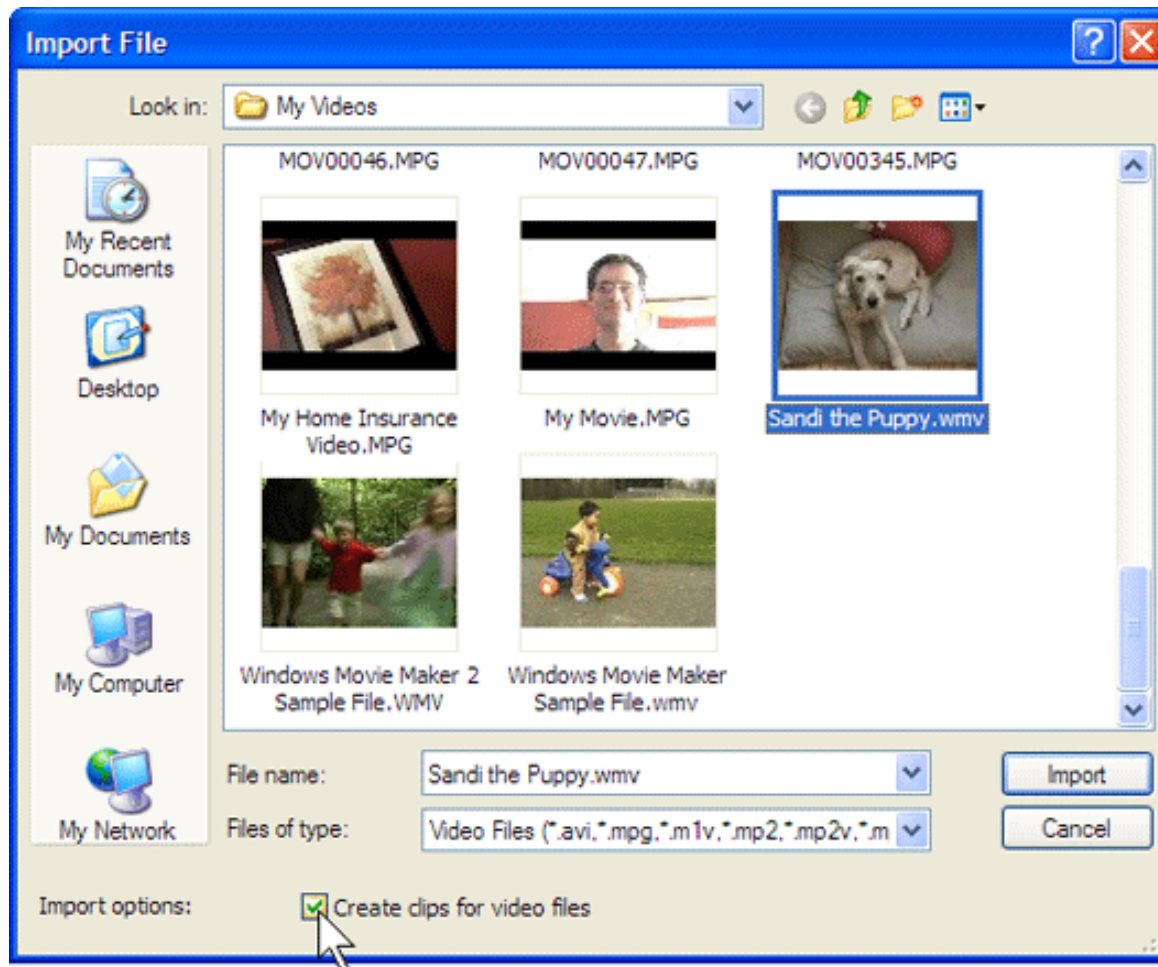 Import File
Look in:
My Videos
My Recent
Documents
Desktop
My Documents
My Computer
My Network
MOV00046.MPG
MOV00047.MPG
MOV00345.MPG
My Home Insurance
Video.MPG
My Movie.MPG
Sandi the Puppy.wmv
Windows Movie Maker 2
Sample File.WMV
Windows Movie Maker
Sample File.wmv
File name:
Sandi the Puppy.wmv
Import
Files of type:
Video Files (*.avi,*.mpg,*.m1v,*.mp2,*.mp2v,*.m
Cancel
Import options:
Create clips for video files